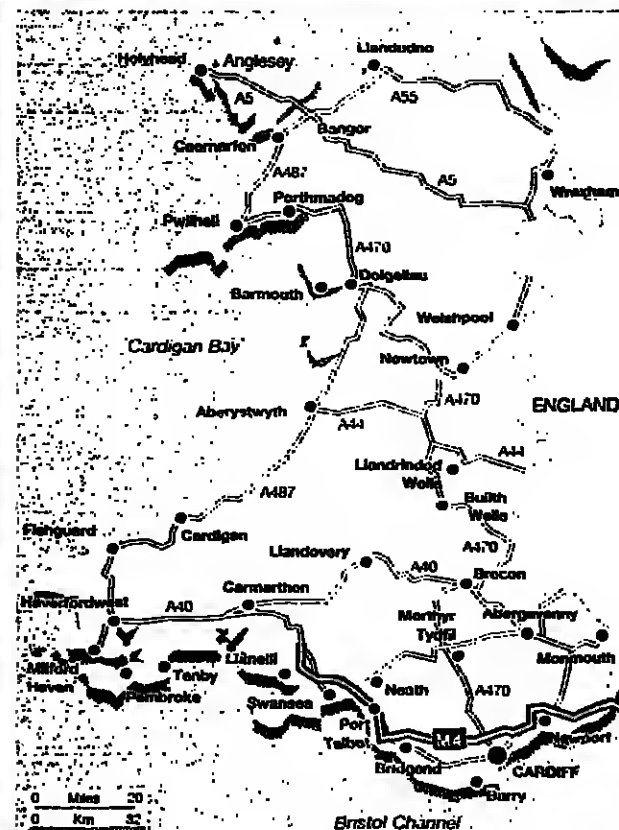 Llandudno
Holyhead
Anglesey
A5
A55
Bangor
Caernarfon
A487
A5
Wrexham
Porthmadog
Pwllheli
A470
Dolgellau
Barmouth
Welshpool
Cardigan Bay
Newtown
A470
ENGLAND
Aberystwyth
A44
A44
Llandrindod
Wells
A487
Builth
Wells
Fishguard
Cardigan
Llandovery
A470
A40
Brecon
Haverfordwest
A40
Carmarthen
Merthyr
Tydfil
Abergavenny
Monmouth
Milford
Haven
Tenby
Llanelli
Pembroke
Swansea
Neath
A470
Port
Talbot
M4
Newport
Bridgend
CARDIFF
Barry
0 Miles 20
0 Km 32
Bristol Channel